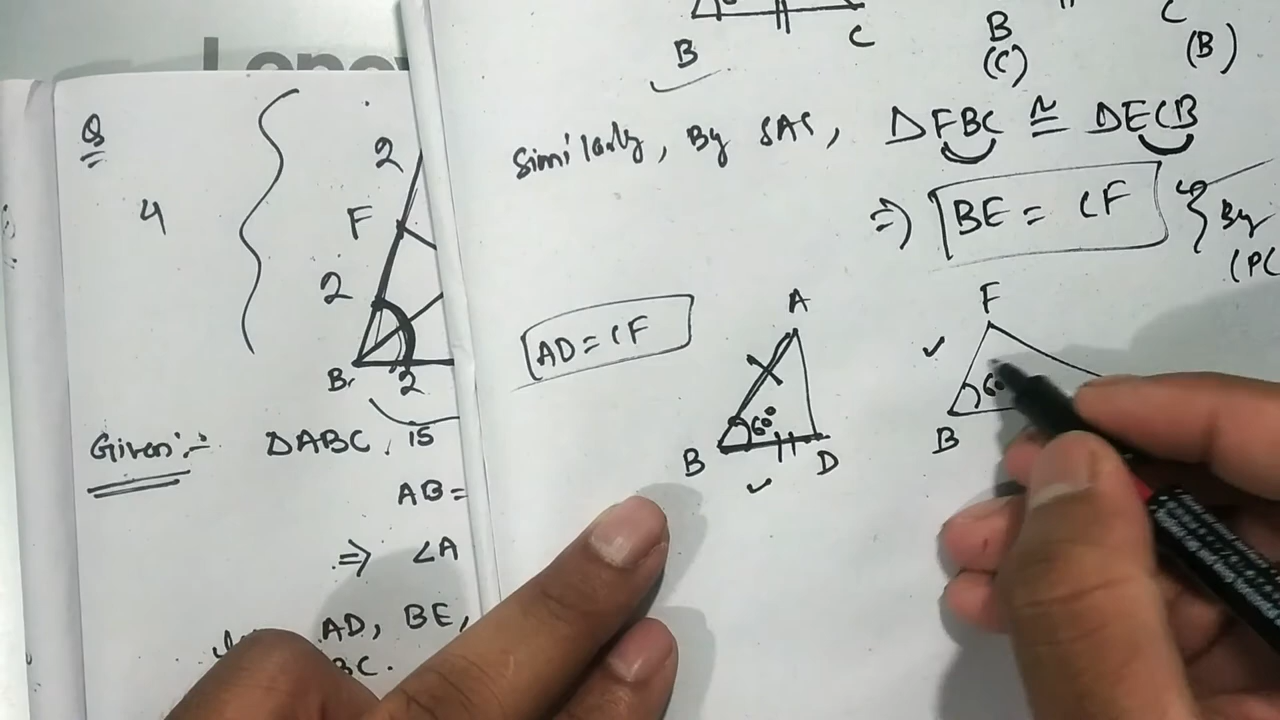 Q
4
2
F
2
B
2
Given:-
ΔABC, is
AB=
⇒ ∠A
AD, BE,
BC.
B
C
B
(C)
C
(B)
Similarly, By SAS, ΔFBC ≅ ΔECB
⇒ BE = CF
By
(PC
AD = CF
A
60°
B
D
F
60
B